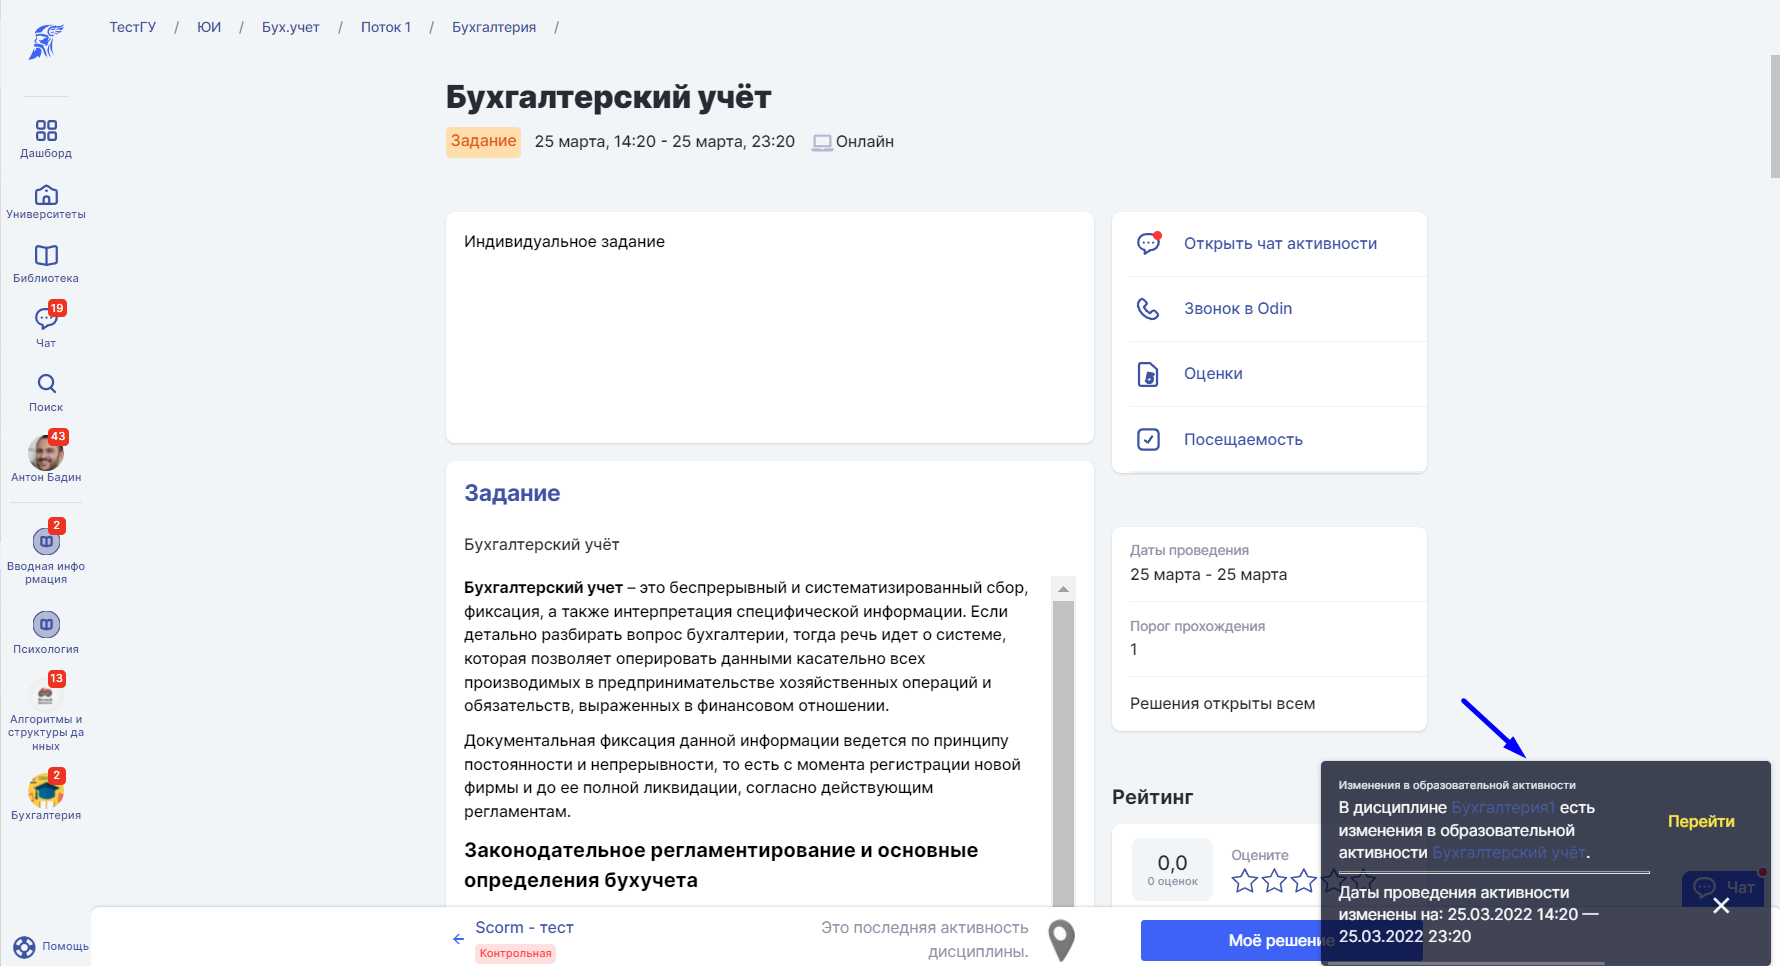 ТестГУ / ЮИ / Бух.учет / Поток 1 / Бухгалтерия /
Дашборд
Университеты
Библиотека
19
Чат
Поиск
43
Антон Бадин
2
Вводная инфо
рмация
Психология
13
Алгоритмы и
структуры да
нных
2
Бухгалтерия
Помощь
Бухгалтерский учёт
Задание 25 марта, 14:20 - 25 марта, 23:20 Онлайн
Индивидуальное задание
Задание
Бухгалтерский учёт
Бухгалтерский учет – это беспрерывный и систематизированный сбор,
фиксация, а также интерпретация специфической информации. Если
детально разбирать вопрос бухгалтерии, тогда речь идет о системе,
которая позволяет оперировать данными касательно всех
производимых в предпринимательстве хозяйственных операций и
обязательств, выраженных в финансовом отношении.
Документальная фиксация данной информации ведется по принципу
постоянности и непрерывности, то есть с момента регистрации новой
фирмы и до ее полной ликвидации, согласно действующим
регламентам.
Законодательное регламентирование и основные
определения бухучета
Открыть чат активности
Звонок в Odin
Оценки
Посещаемость
Даты проведения
25 марта - 25 марта
Порог прохождения
1
Решения открыты всем
Рейтинг
0,0
0 оценок
Оцените
Изменения в образовательной активности
В дисциплине Бухгалтерия1 есть
изменения в образовательной
активности Бухгалтерский учёт.
Перейти
Даты проведения активности
изменены на: 25.03.2022 14:20 —
25.03.2022 23:20
Чат
Scorm - тест
Контрольная
Это последняя активность
дисциплины.
Моё решение